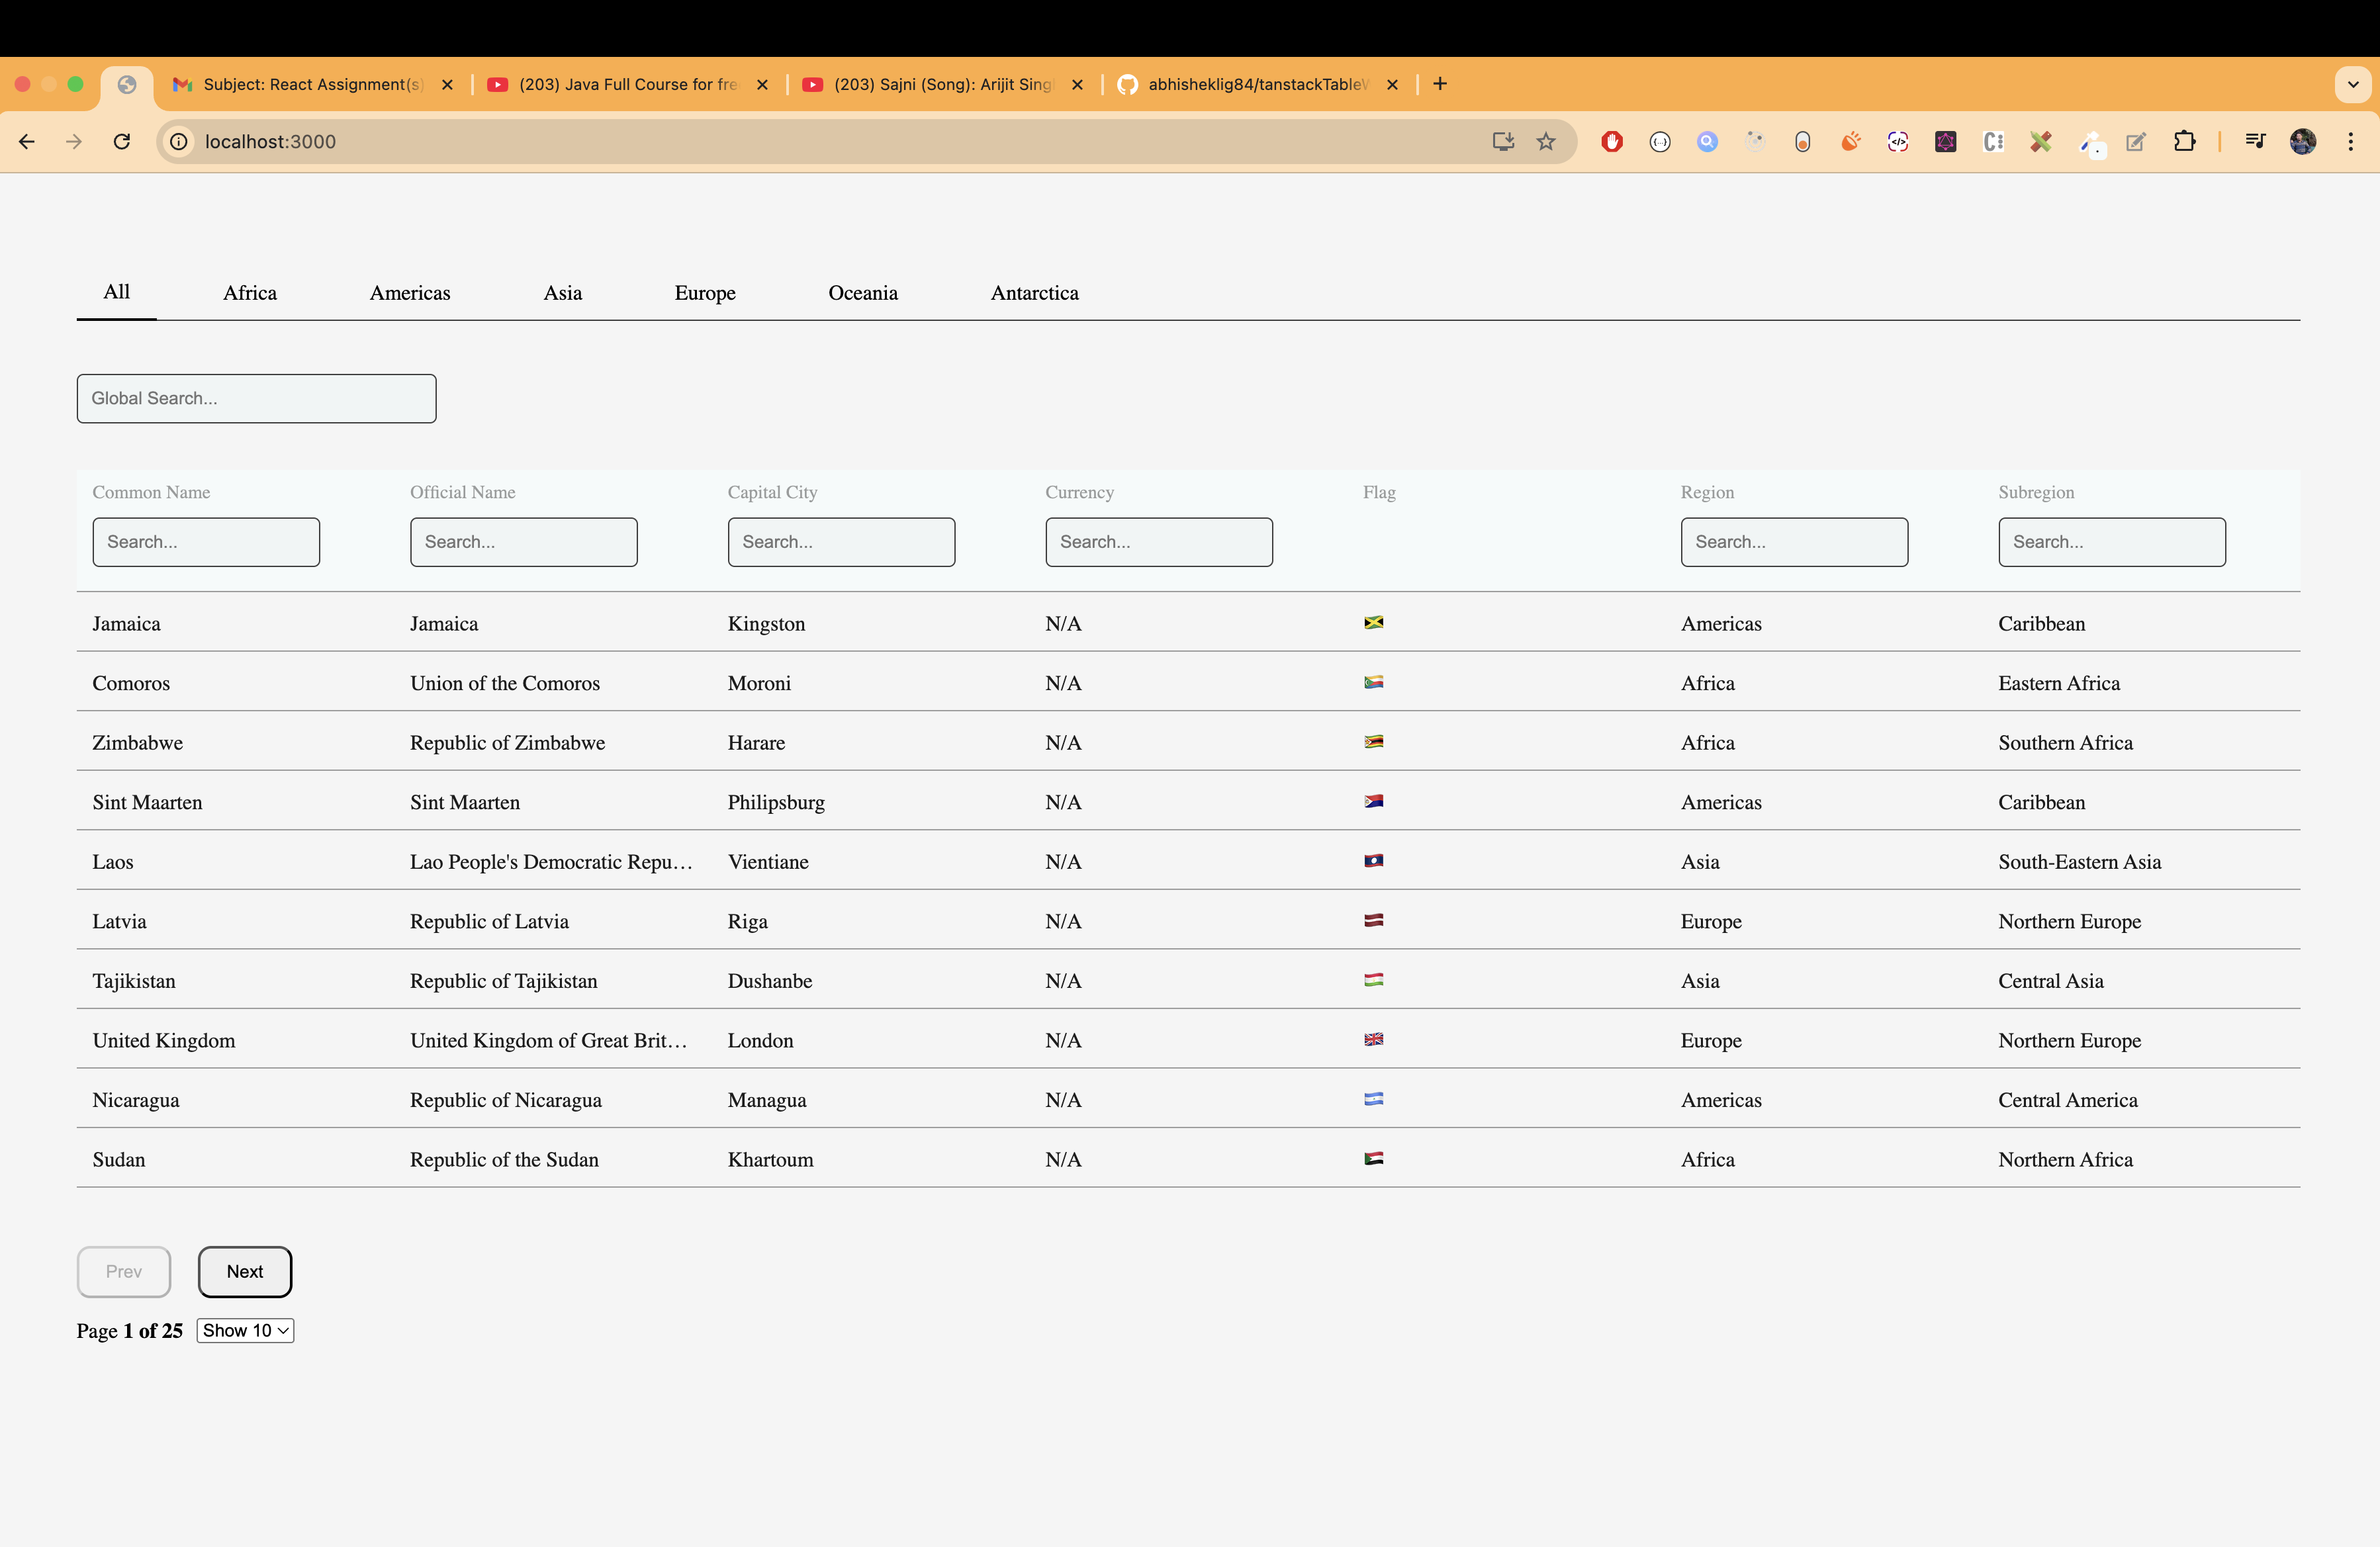 Subject: React Assignment(s) (203) Java Full Course for fre (203) Sajni (Song): Arijit Sing abhisheklig84/tanstackTable
localhost:3000
All Africa Americas Asia Europe Oceania Antarctica
Global Search...
Common Name Official Name Capital City Currency Flag Region Subregion
Search... Search... Search... Search... Search... Search...
Jamaica Jamaica Kingston N/A Americas Caribbean
Comoros Union of the Comoros Moroni N/A Africa Eastern Africa
Zimbabwe Republic of Zimbabwe Harare N/A Africa Southern Africa
Sint Maarten Sint Maarten Philipsburg N/A Americas Caribbean
Laos Lao People's Democratic Repu... Vientiane N/A Asia South-Eastern Asia
Latvia Republic of Latvia Riga N/A Europe Northern Europe
Tajikistan Republic of Tajikistan Dushanbe N/A Asia Central Asia
United Kingdom United Kingdom of Great Brit... London N/A Europe Northern Europe
Nicaragua Republic of Nicaragua Managua N/A Americas Central America
Sudan Republic of the Sudan Khartoum N/A Africa Northern Africa
Prev Next
Page 1 of 25 Show 10